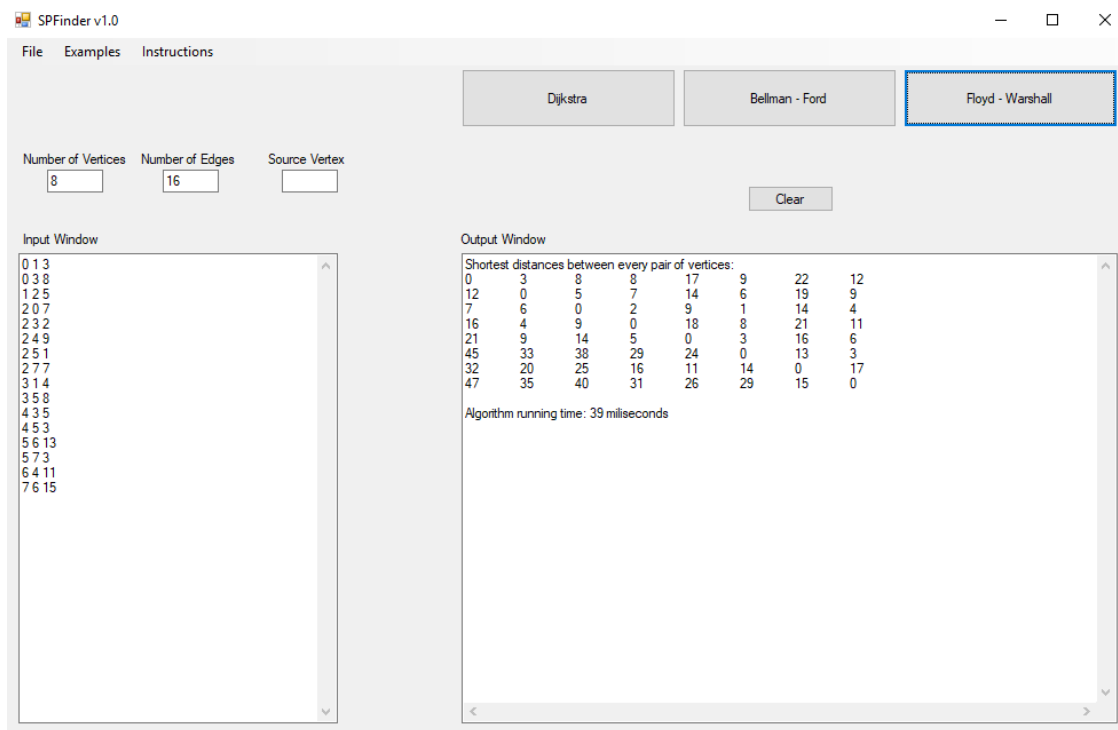 SPFinder v1.0
File Examples Instructions
Dijkstra Bellman - Ford Floyd - Warshall
Number of Vertices Number of Edges Source Vertex
8 16
Clear
Input Window
0 1 3
0 3 8
1 2 5
2 0 7
2 3 2
2 4 9
2 5 1
2 7 7
3 1 4
3 5 8
4 3 5
4 5 3
5 6 13
5 7 3
6 4 11
7 6 15
Output Window
Shortest distances between every pair of vertices:
0 3 8 8 17 9 22 12
12 0 5 7 14 6 19 9
7 6 0 2 9 1 14 4
16 4 9 0 18 8 21 11
21 9 14 5 0 3 16 6
45 33 38 29 24 0 13 3
32 20 25 16 11 14 0 17
47 35 40 31 26 29 15 0
Algorithm running time: 39 miliseconds